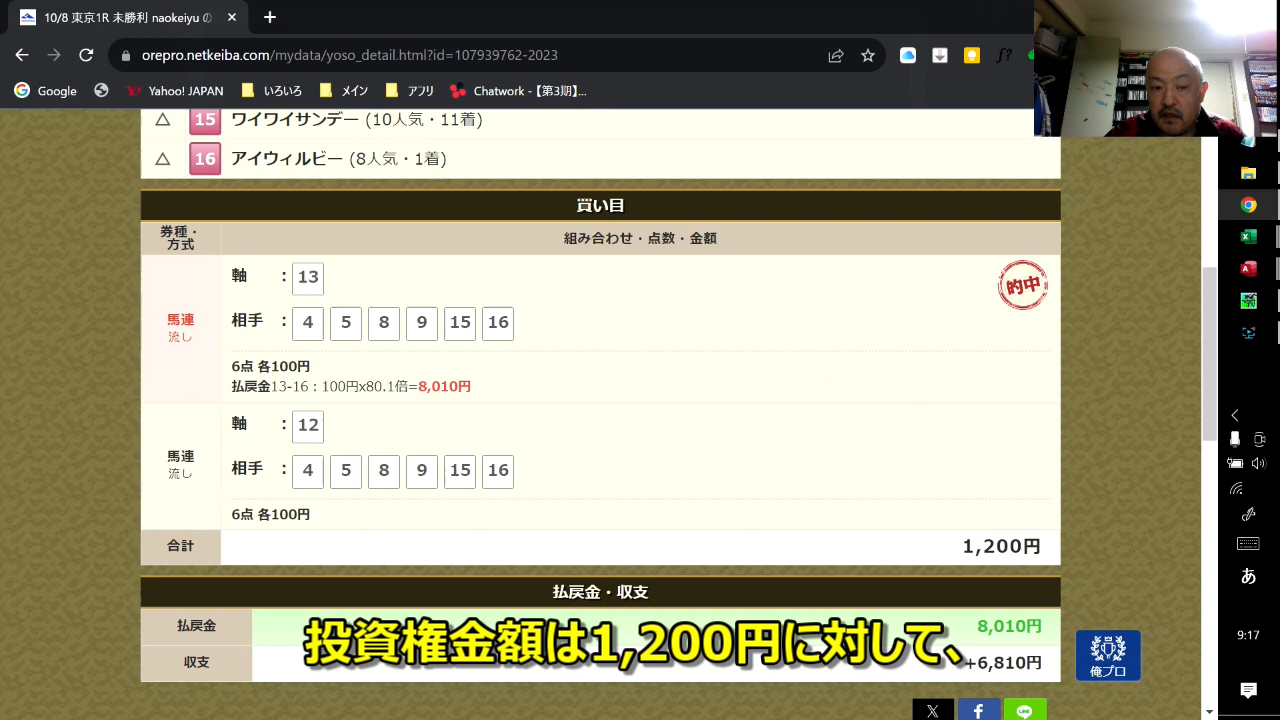 10/8 東京1R 未勝利 naokeiyu の
orepro.netkeiba.com/mydata/yoso_detail.html?id=107939762-2023
Google
Yahoo! JAPAN
いろいろ
メイン
アプリ
Chatwork - 【第3期】...
△ 15 ワイワイサンデー (10人気・11着)
△ 16 アイウィルビー (8人気・1着)
買い目
券種・
方式
組み合わせ・点数・金額
馬連
流し
軸 : 13
的中
相手 : 4 5 8 9 15 16
6点 各100円
払戻金13-16：100円x80.1倍=8,010円
馬連
流し
軸 : 12
相手 : 4 5 8 9 15 16
6点 各100円
合計 1,200円
払戻金・収支
払戻金 8,010円
収支 +6,810円
投資権金額は1,200円に対して、
俺プロ
X
f
LINE
あ
9:17